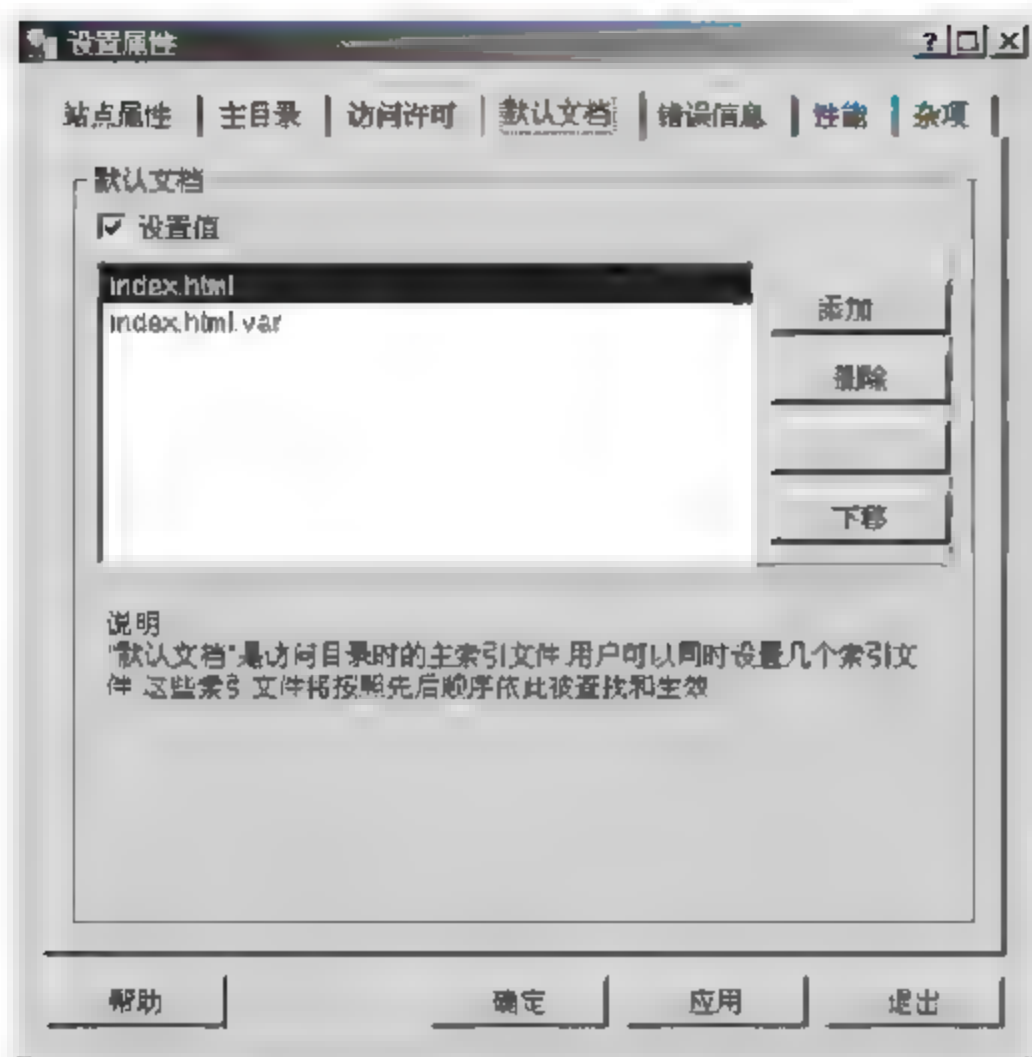 设置属性
站点属性 主目录 访问许可 默认文档 错误信息 性能 杂项
默认文档
设置值
index.html
index.html.var
添加
删除
下移
说明
"默认文档"是访问目录时的主索引文件 用户可以同时设置几个索引文
件 这些索引 文件将按照先后顺序依此被查找和生效
帮助 确定 应用 退出